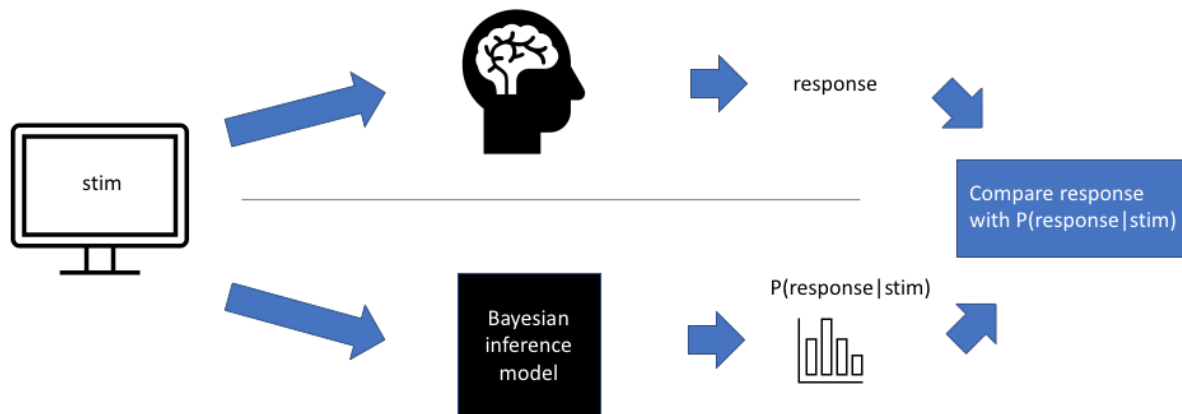 stim
response
Compare response
with P(response|stim)
Bayesian
inference
model
P(response|stim)